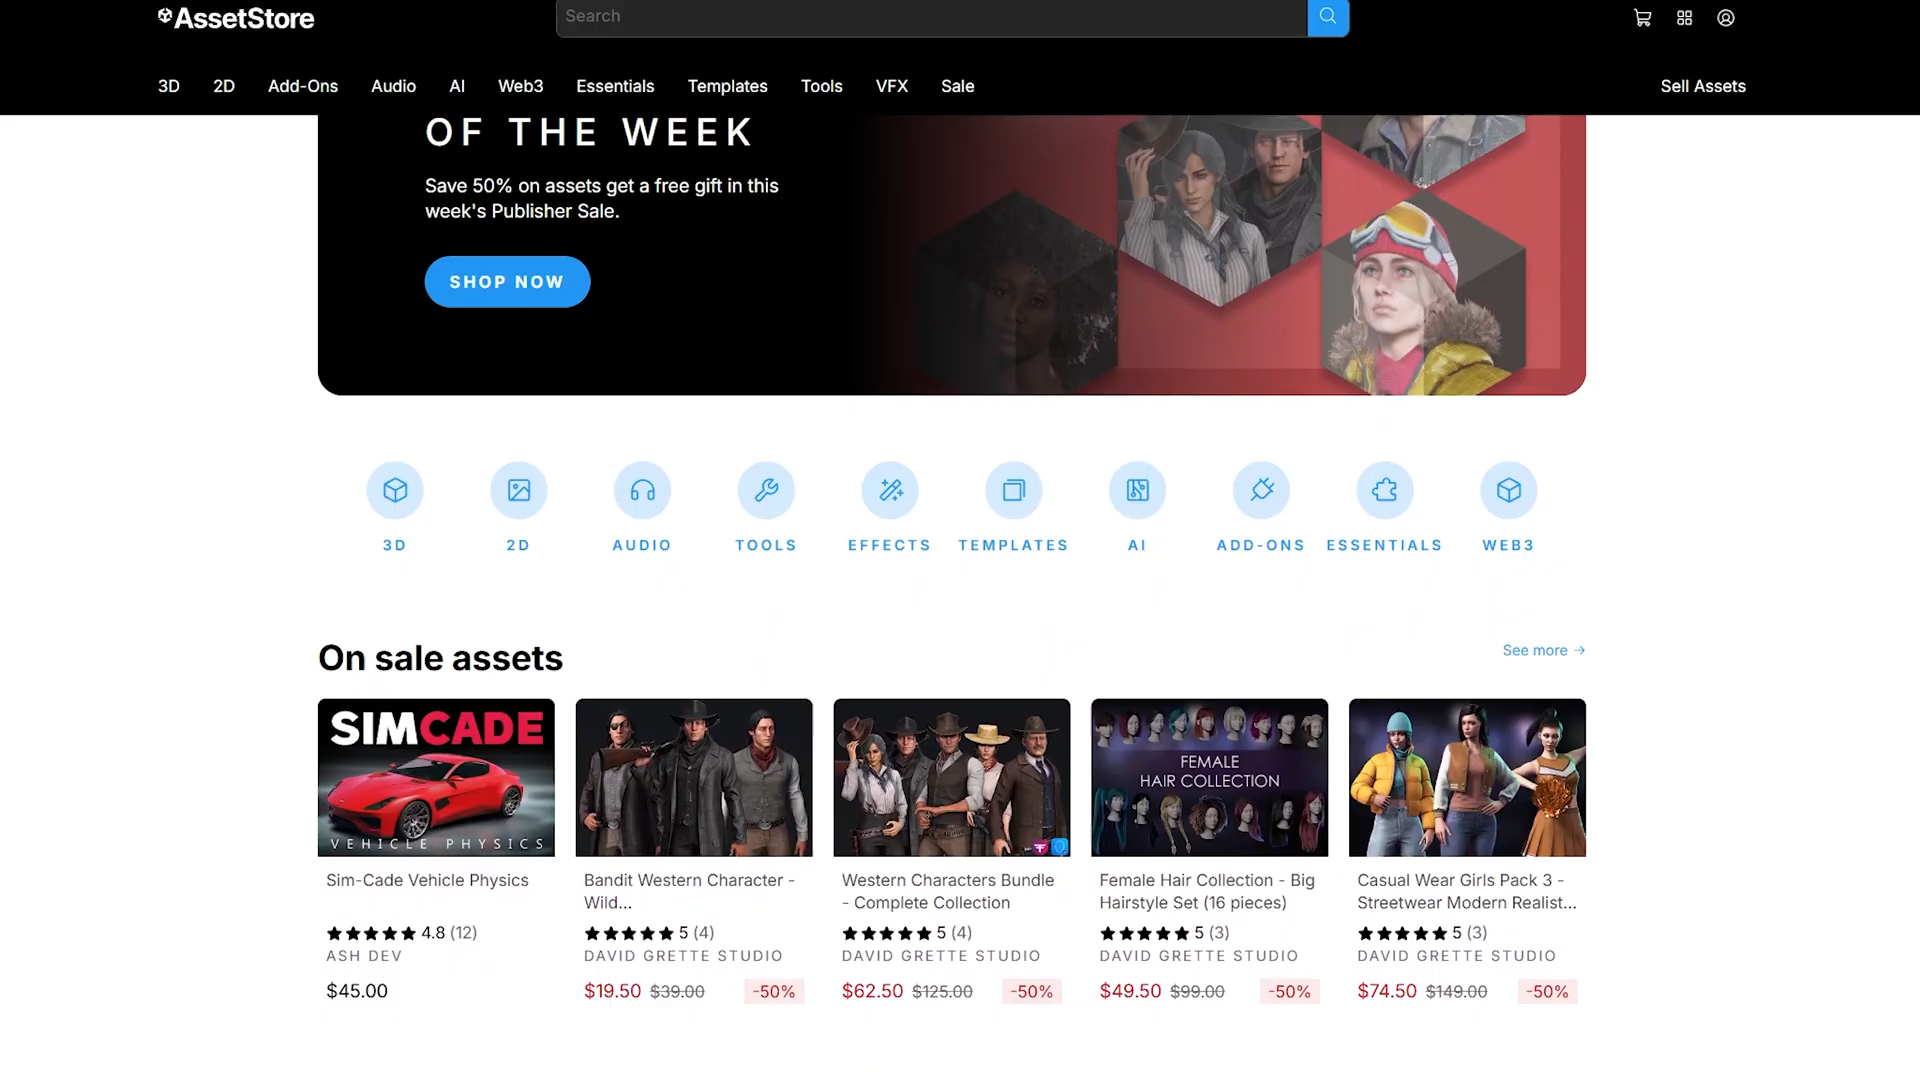 AssetStore
Search
3D 2D Add-Ons Audio AI Web3 Essentials Templates Tools VFX Sale Sell Assets
OF THE WEEK
Save 50% on assets get a free gift in this
week's Publisher Sale.
SHOP NOW
3D 2D AUDIO TOOLS EFFECTS TEMPLATES AI ADD-ONS ESSENTIALS WEB3
On sale assets
See more →
SIMCADE
VEHICLE PHYSICS
Sim-Cade Vehicle Physics
4.8 (12)
ASH DEV
$45.00
Bandit Western Character -
Wild...
5 (4)
DAVID GRETTE STUDIO
$19.50 $39.00 -50%
Western Characters Bundle
- Complete Collection
5 (4)
DAVID GRETTE STUDIO
$62.50 $125.00 -50%
FEMALE
HAIR COLLECTION
Female Hair Collection - Big
Hairstyle Set (16 pieces)
5 (3)
DAVID GRETTE STUDIO
$49.50 $99.00 -50%
Casual Wear Girls Pack 3 -
Streetwear Modern Realist...
5 (3)
DAVID GRETTE STUDIO
$74.50 $149.00 -50%